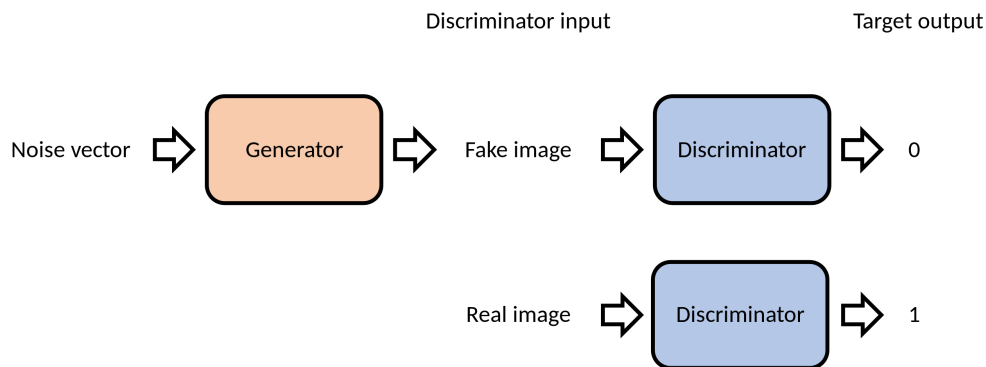 Discriminator input
Target output
Noise vector
Generator
Fake image
Discriminator
0
Real image
Discriminator
1